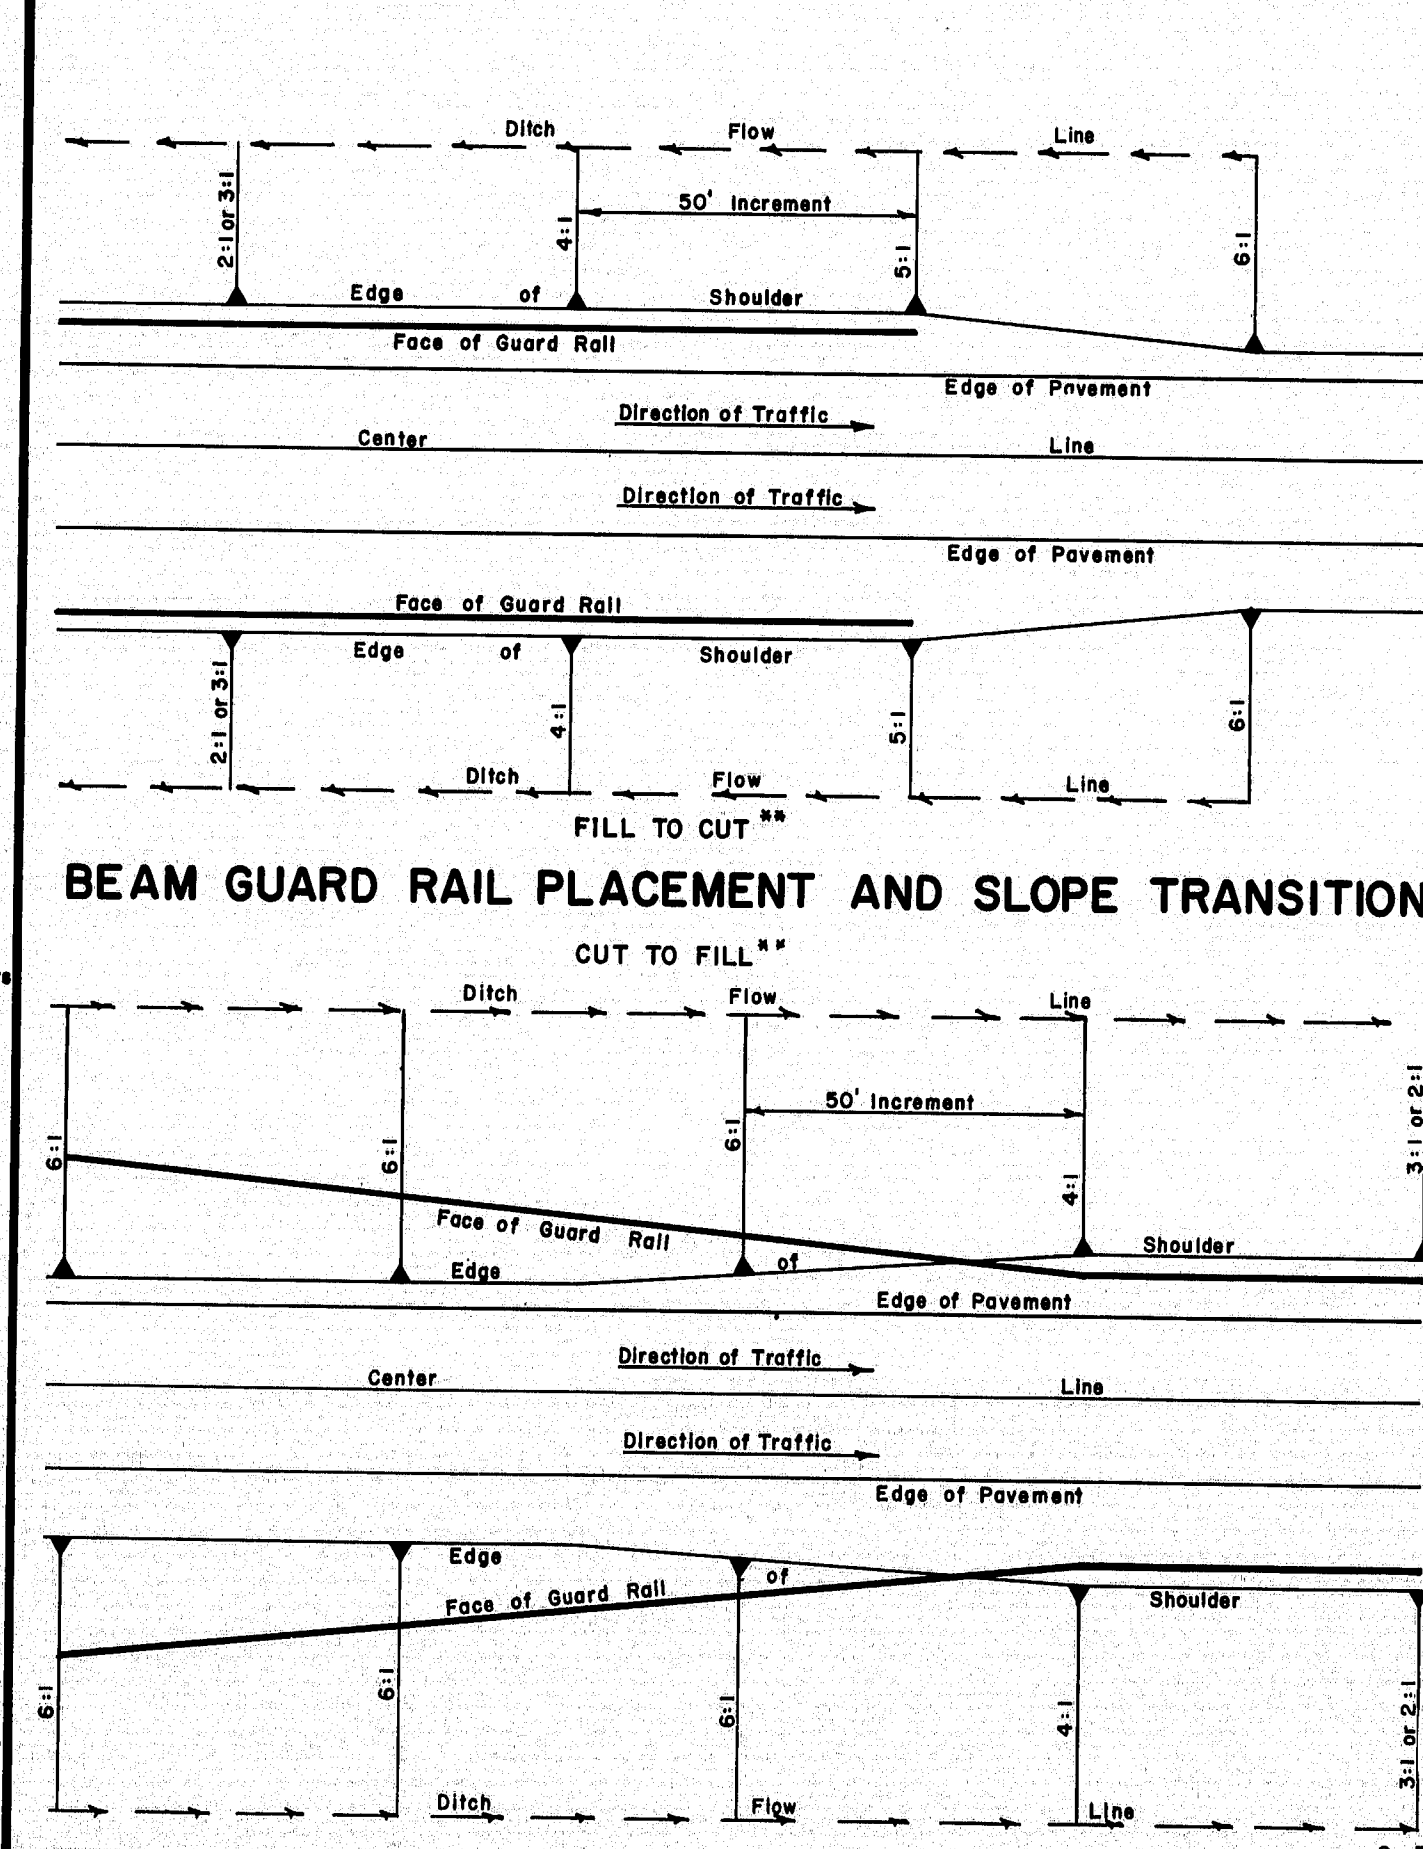 Ditch Flow Line
2:1 or 3:1
4:1
50' Increment
5:1
6:1
Edge of Shoulder
Face of Guard Rail
Edge of Pavement
Direction of Traffic
Center Line
Direction of Traffic
Edge of Pavement
Face of Guard Rail
Edge of Shoulder
2:1 or 3:1
4:1
5:1
6:1
Ditch Flow Line
FILL TO CUT **
BEAM GUARD RAIL PLACEMENT AND SLOPE TRANSITION
CUT TO FILL **
Ditch Flow Line
6:1
6:1
6:1
50' Increment
4:1
3:1 or 2:1
Face of Guard Rail
Edge of Shoulder
Edge of Pavement
Direction of Traffic
Center Line
Direction of Traffic
Edge of Pavement
Edge of Shoulder
Face of Guard Rail
6:1
6:1
6:1
4:1
3:1 or 2:1
Ditch Flow Line